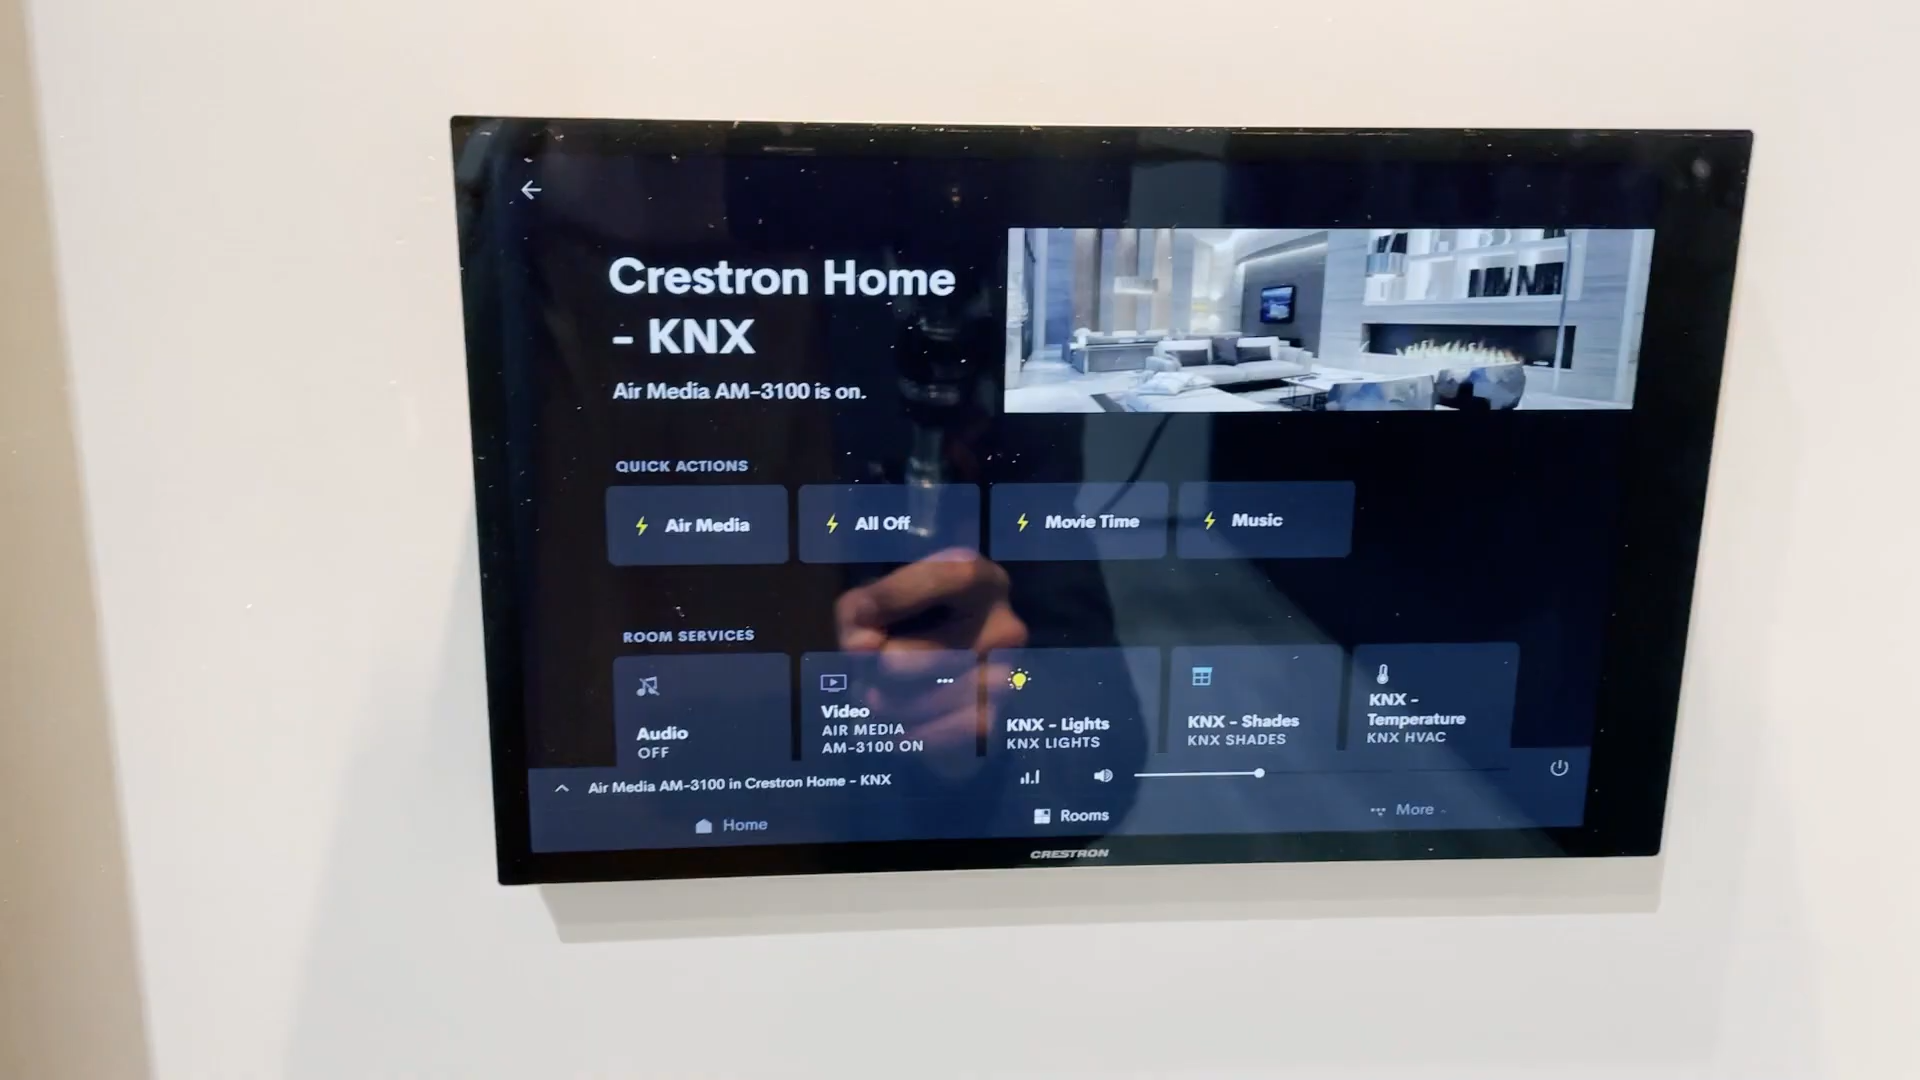 Crestron Home
- KNX
Air Media AM-3100 is on.
QUICK ACTIONS
Air Media
All Off
Movie Time
Music
ROOM SERVICES
Audio
OFF
Video
AIR MEDIA
AM-3100 ON
KNX - Lights
KNX LIGHTS
KNX - Shades
KNX SHADES
KNX -
Temperature
KNX HVAC
Air Media AM-3100 in Crestron Home - KNX
Home
Rooms
More
CRESTRON